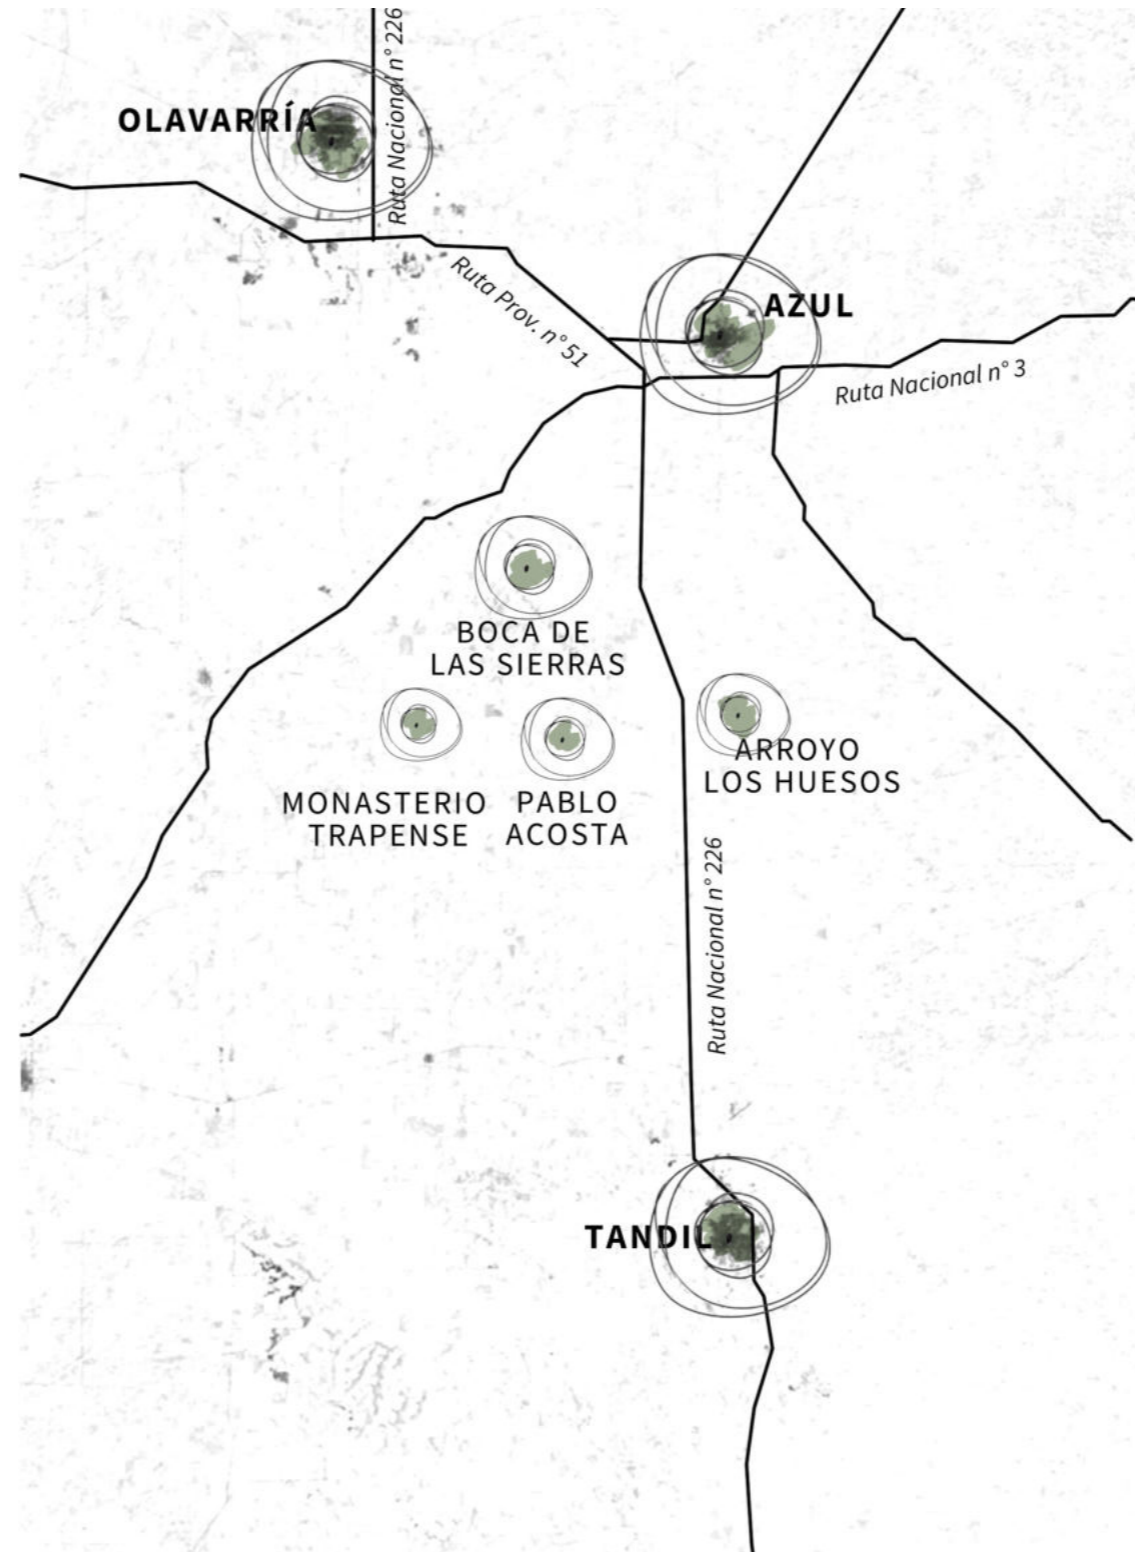 Ruta Nacional n° 226
OLAVARRÍA
Ruta Prov. n° 51
AZUL
Ruta Nacional n° 3
BOCA DE
LAS SIERRAS
ARROYO
LOS HUESOS
MONASTERIO
TRAPENSE
PABLO
ACOSTA
Ruta Nacional n° 226
TANDIL